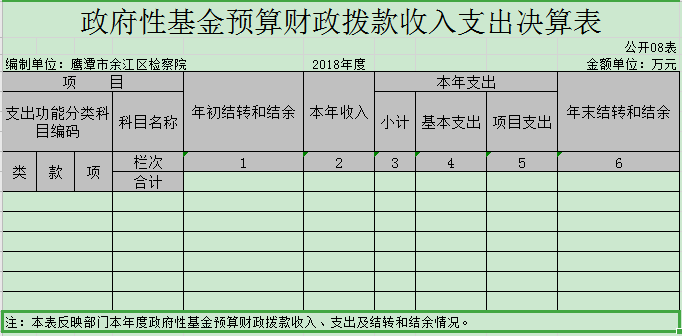 政府性基金预算财政拨款收入支出决算表
公开08表
编制单位：鹰潭市余江区检察院 2018年度 金额单位：万元
项 目 年初结转和结余 本年收入 本年支出 年末结转和结余
支出功能分类科目编码 科目名称 小计 基本支出 项目支出
类 款 项 栏次 1 2 3 4 5 6
合计
注：本表反映部门本年度政府性基金预算财政拨款收入、支出及结转和结余情况。